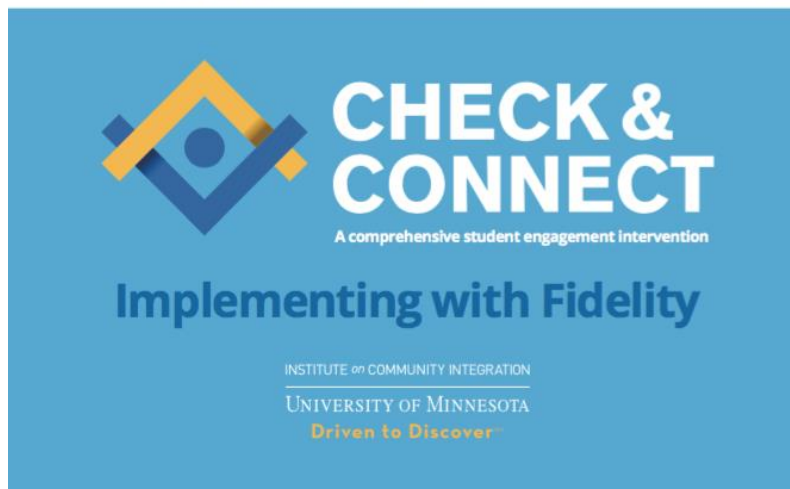 CHECK &
CONNECT
A comprehensive student engagement intervention
Implementing with Fidelity
INSTITUTE on COMMUNITY INTEGRATION
UNIVERSITY OF MINNESOTA
Driven to Discover